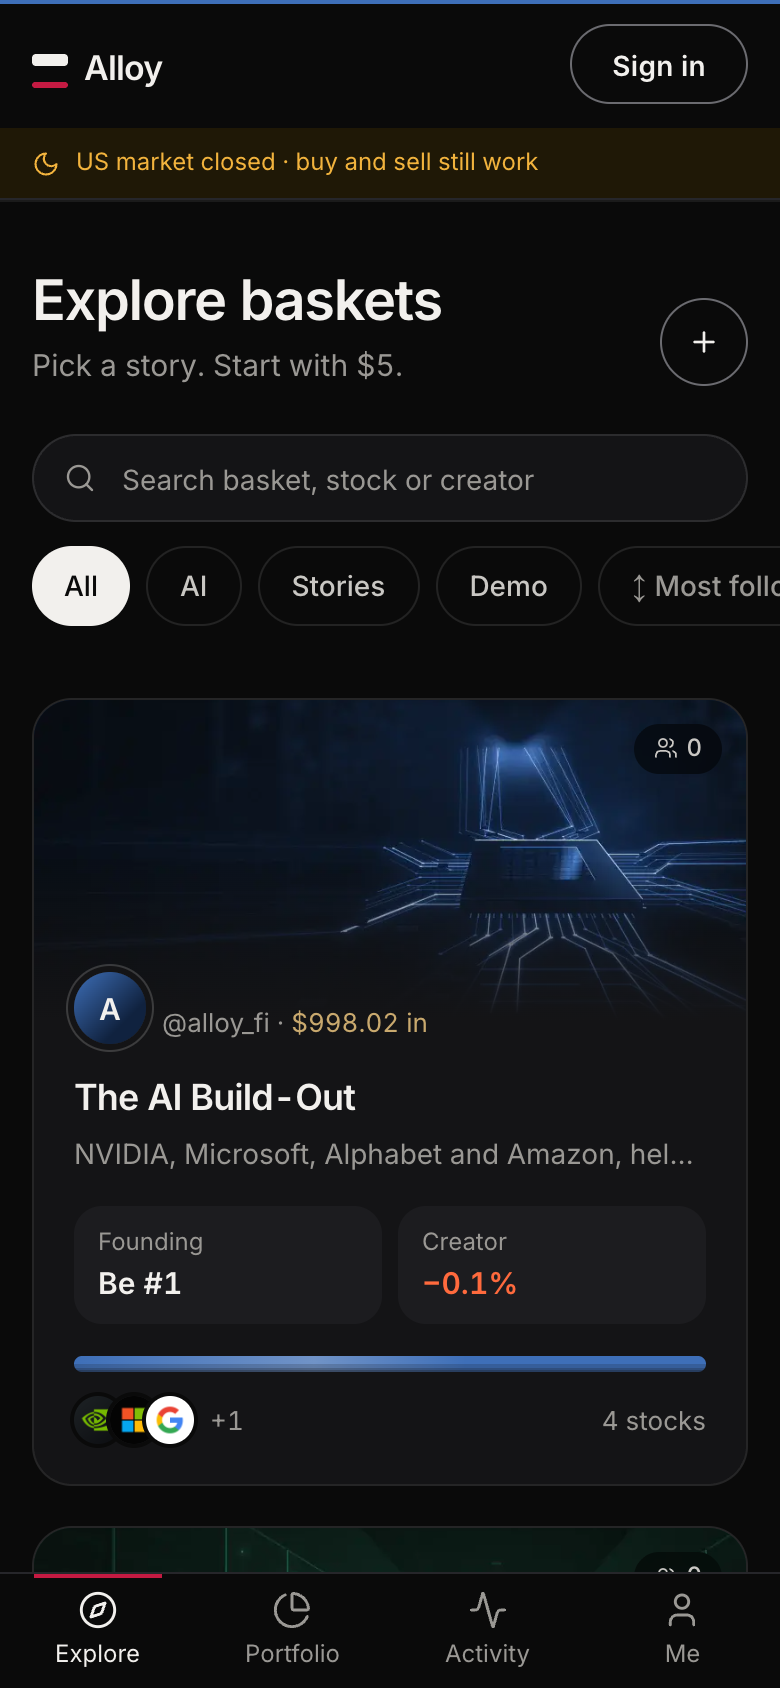 Alloy
Sign in
US market closed · buy and sell still work
Explore baskets
Pick a story. Start with $5.
+
Search basket, stock or creator
All
AI
Stories
Demo
↕ Most follo
0
A
@alloy_fi · $998.02 in
The AI Build-Out
NVIDIA, Microsoft, Alphabet and Amazon, hel...
Founding
Be #1
Creator
−0.1%
G
+1
4 stocks
Explore
Portfolio
Activity
Me